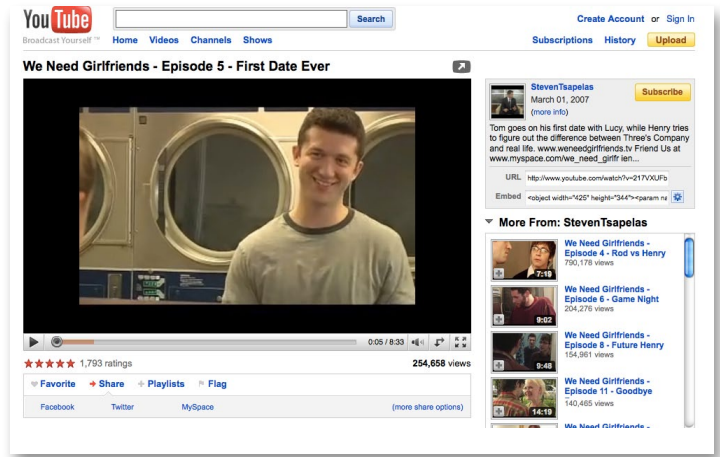 You Tube
Search
Create Account or Sign In
Broadcast Yourself ™
Home Videos Channels Shows
Subscriptions History Upload
We Need Girlfriends - Episode 5 - First Date Ever
StevenTsapelas
March 01, 2007
(more info)
Subscribe
Tom goes on his first date with Lucy, while Henry tries
to figure out the difference between Three's Company
and real life. www.weneedgirlfriends.tv Friend Us at
www.myspace.com/we_need_girlfr ien...
URL http://www.youtube.com/watch?v=217VXUFb
Embed <object width="425" height="344"><param na
More From: StevenTsapelas
We Need Girlfriends -
Episode 4 - Rod vs Henry
790,178 views
7:19
We Need Girlfriends -
Episode 6 - Game Night
204,276 views
9:02
We Need Girlfriends -
Episode 8 - Future Henry
154,961 views
9:48
We Need Girlfriends -
Episode 11 - Goodbye
140,465 views
14:19
We Need Girlfriends -
0:05 / 8:33
1,793 ratings
254,658 views
Favorite Share Playlists Flag
Facebook Twitter MySpace (more share options)